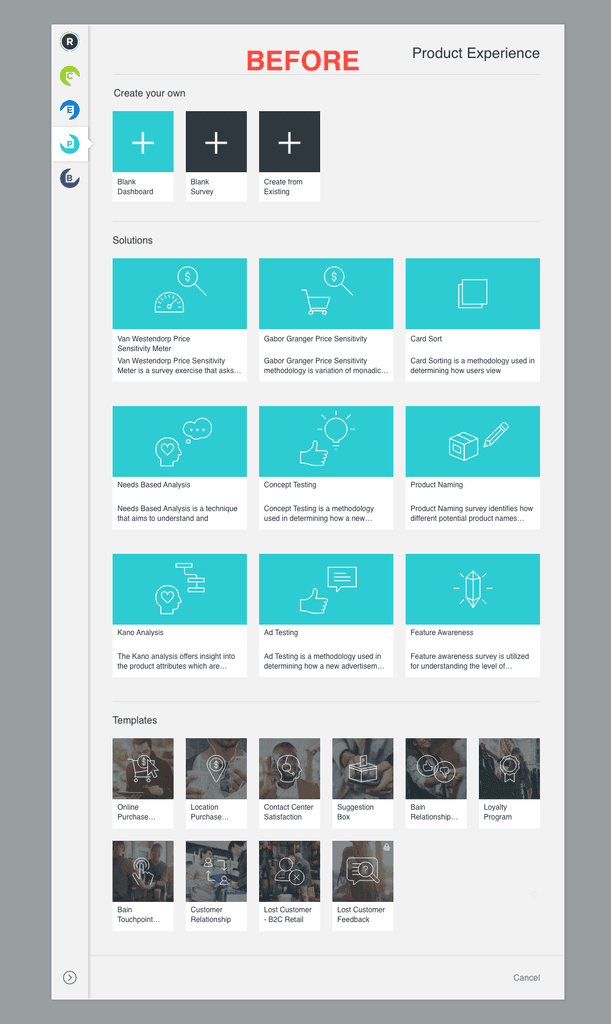 R
BEFORE
Product Experience
C
E
P
B
Create your own
Blank
Dashboard
Blank
Survey
Create from
Existing
Solutions
Van Westendorp Price
Sensitivity Meter
Van Westendorp Price Sensitivity
Meter is a survey exercise that asks…
Gabor Granger Price Sensitivity
Gabor Granger Price Sensitivity
methodology is variation of monadic…
Card Sort
Card Sorting is a methodology used in
determining how users view
Needs Based Analysis
Needs Based Analysis is a technique
that aims to understand and
Concept Testing
Concept Testing is a methodology
used in determining how a new…
Product Naming
Product Naming survey identifies how
different potential product names…
Kano Analysis
The Kano analysis offers insight into
the product attributes which are…
Ad Testing
Ad Testing is a methodology used in
determining how a new advertisem…
Feature Awareness
Feature awareness survey is utilized
for understanding the level of…
Templates
Online
Purchase…
Location
Purchase…
Contact Center
Satisfaction
Suggestion
Box
Bain
Relationship…
Loyalty
Program
Bain
Touchpoint…
Customer
Relationship
Lost Customer
- B2C Retail
Lost Customer
Feedback
Cancel